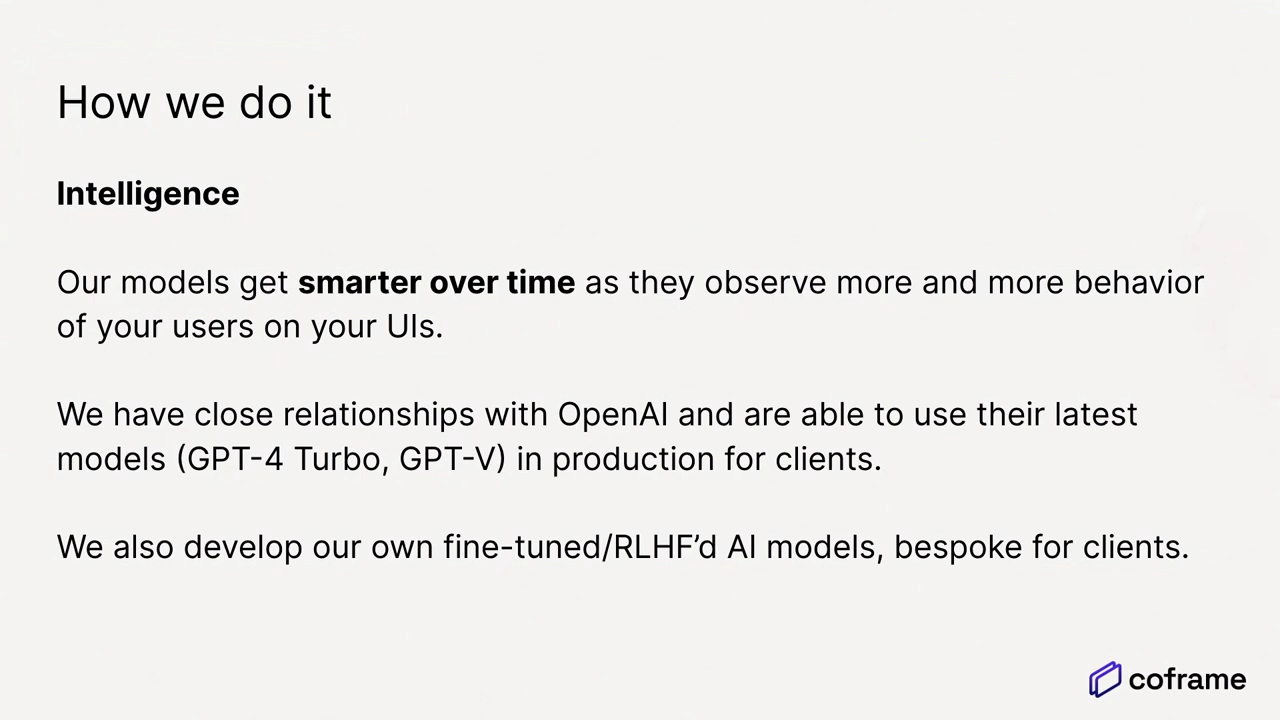 How we do it
Intelligence
Our models get smarter over time as they observe more and more behavior
of your users on your UIs.
We have close relationships with OpenAI and are able to use their latest
models (GPT-4 Turbo, GPT-V) in production for clients.
We also develop our own fine-tuned/RLHF’d AI models, bespoke for clients.
coframe